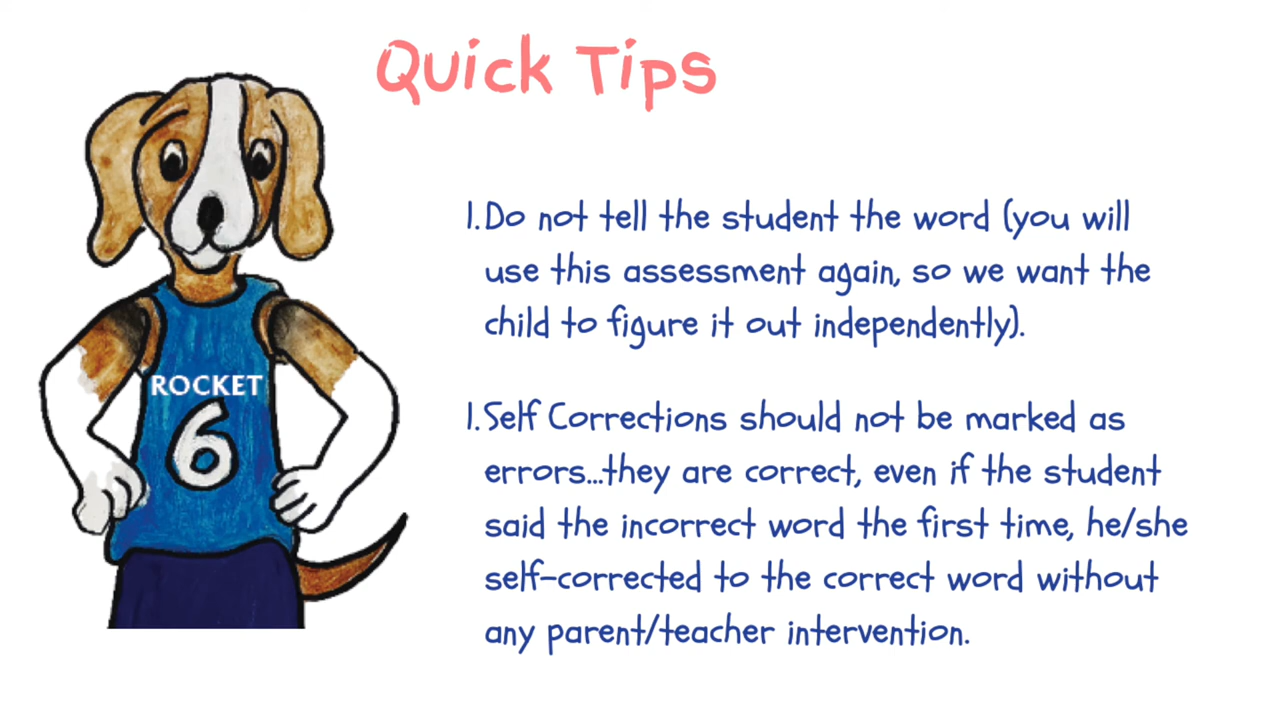 Quick Tips
1. Do not tell the student the word (you will
use this assessment again, so we want the
child to figure it out independently).
ROCKET
6
1. Self Corrections should not be marked as
errors...they are correct, even if the student
said the incorrect word the first time, he/she
self-corrected to the correct word without
any parent/teacher intervention.